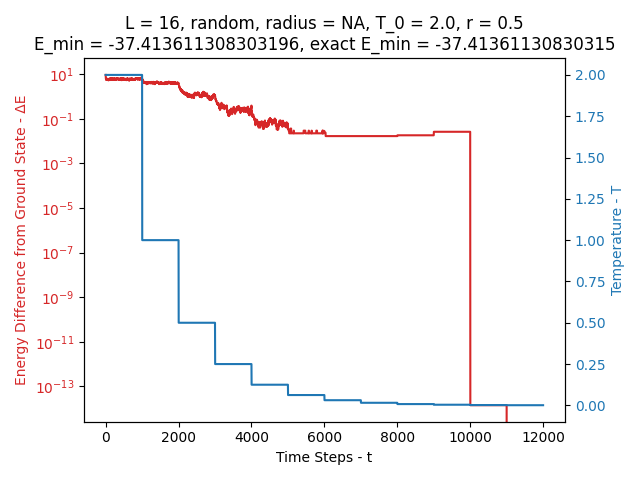 L = 16, random, radius = NA, T_0 = 2.0, r = 0.5
E_min = -37.413611308303196, exact E_min = -37.41361130830315
Energy Difference from Ground State - ΔE
10¹
10⁻¹
10⁻³
10⁻⁵
10⁻⁷
10⁻⁹
10⁻¹¹
10⁻¹³
2.00
1.75
1.50
1.25
1.00
0.75
0.50
0.25
0.00
Temperature - T
0 2000 4000 6000 8000 10000 12000
Time Steps - t